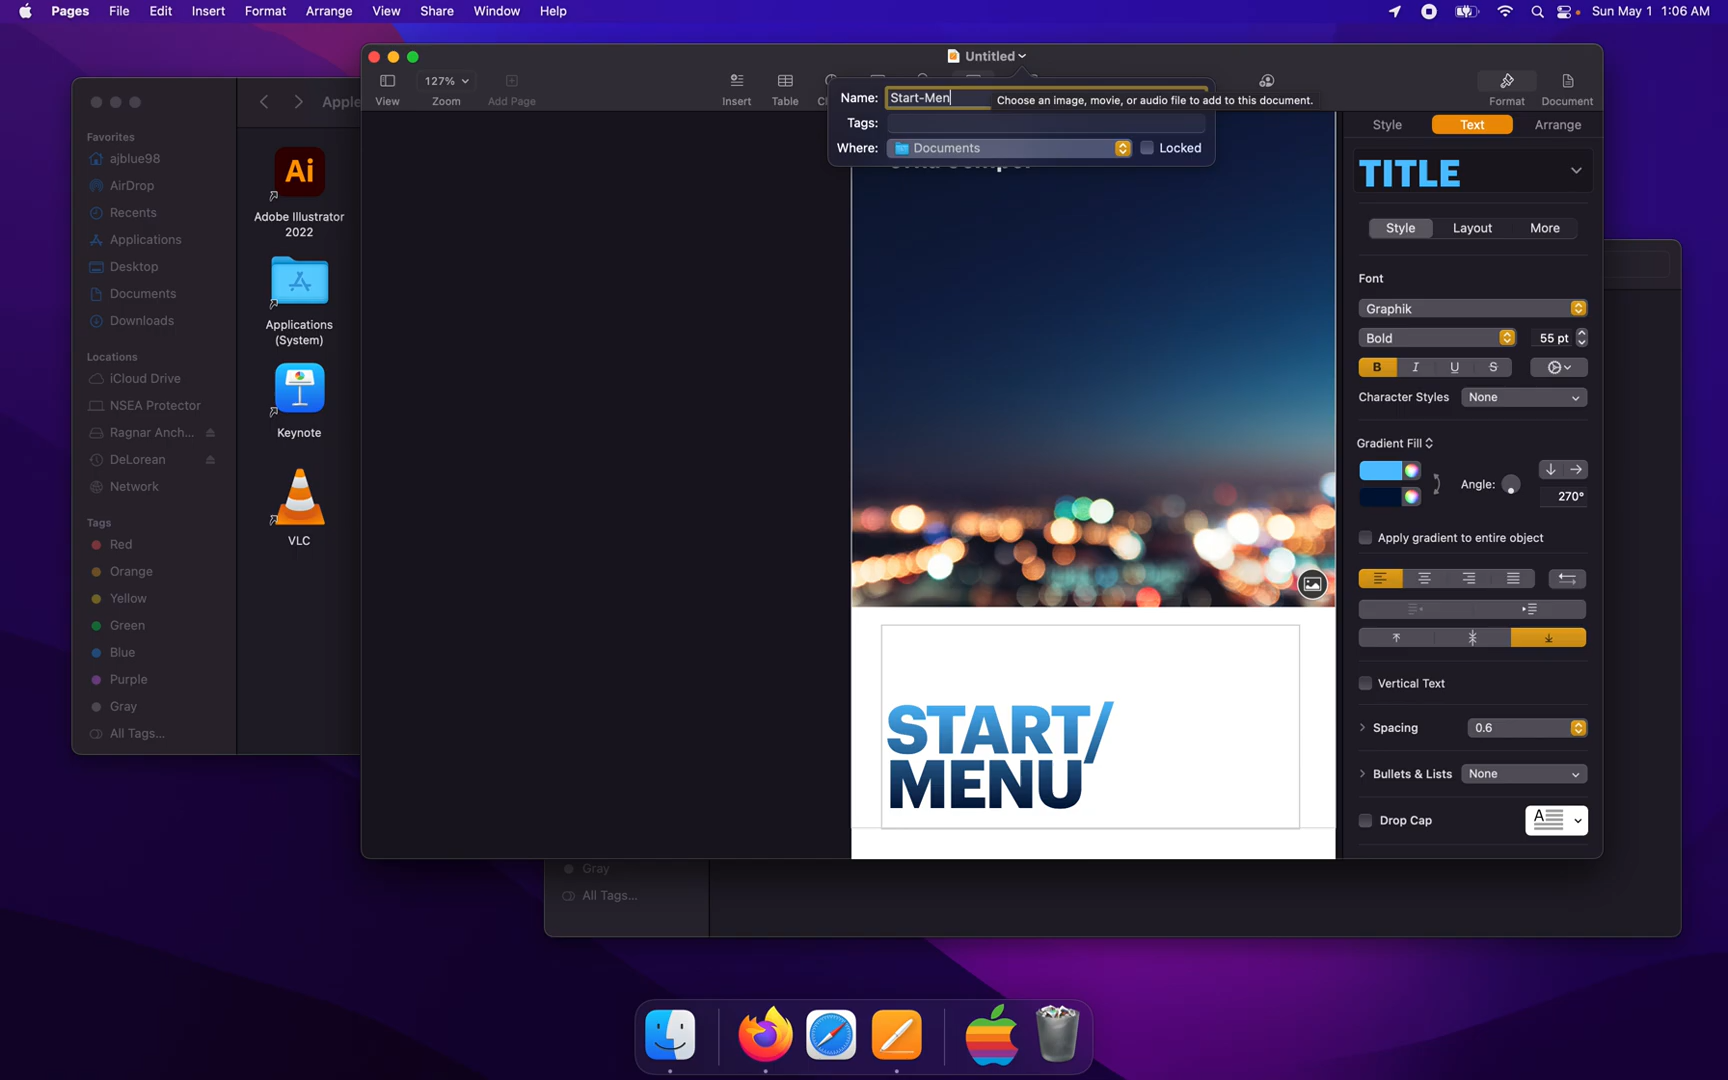 Pages File Edit Insert Format Arrange View Share Window Help Sun May 1 1:06 AM
Untitled
127%
View Zoom Add Page Insert Table Format Document
Name: Start-Men Choose an image, movie, or audio file to add to this document.
Tags:
Where: Documents Locked
Favorites
ajblue98
AirDrop
Recents
Applications
Desktop
Documents
Downloads
Locations
iCloud Drive
NSEA Protector
Ragnar Anch...
DeLorean
Network
Tags
Red
Orange
Yellow
Green
Blue
Purple
Gray
All Tags...
Apple
Ai
Adobe Illustrator
2022
Applications
(System)
Keynote
VLC
START/
MENU
Style Text Arrange
TITLE
Style Layout More
Font
Graphik
Bold 55 pt
B I U S
Character Styles None
Gradient Fill
Angle:
270°
Apply gradient to entire object
Vertical Text
Spacing 0.6
Bullets & Lists None
Drop Cap A
Gray
All Tags...